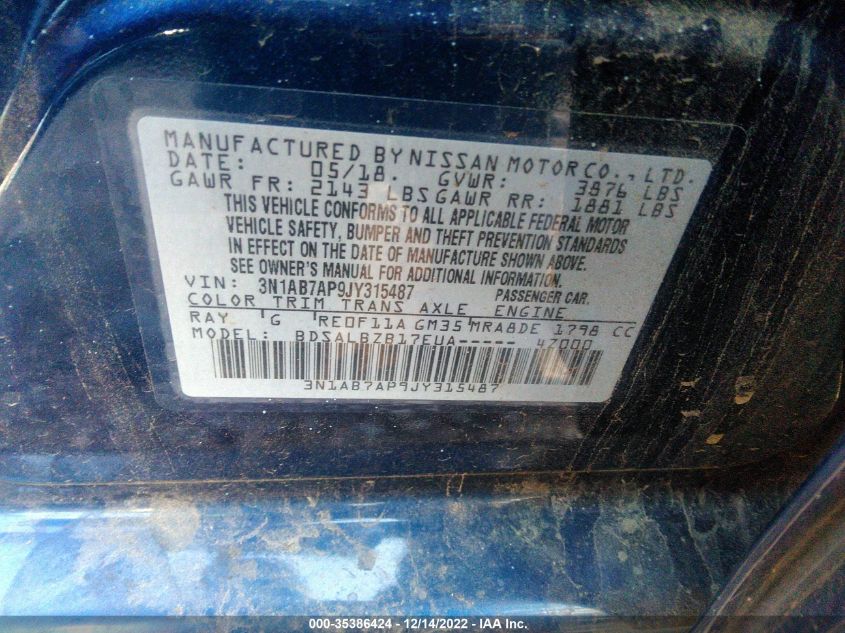 MANUFACTURED BY NISSAN MOTOR CO., LTD.
DATE: 05/18. GVWR: 3876 LBS
GAWR FR: 2143 LBS GAWR RR: 1881 LBS
THIS VEHICLE CONFORMS TO ALL APPLICABLE FEDERAL MOTOR
VEHICLE SAFETY, BUMPER AND THEFT PREVENTION STANDARDS
IN EFFECT ON THE DATE OF MANUFACTURE SHOWN ABOVE.
SEE OWNER'S MANUAL FOR ADDITIONAL INFORMATION.
VIN: 3N1AB7AP9JY315487 PASSENGER CAR.
COLOR TRIM TRANS AXLE ENGINE
RAY G RE0F11A GM35 MRA8DE 1798 CC
MODEL: BDSALBZB17EUA----- 47000
3N1AB7AP9JY315487
000-35386424 - 12/14/2022 - IAA Inc.